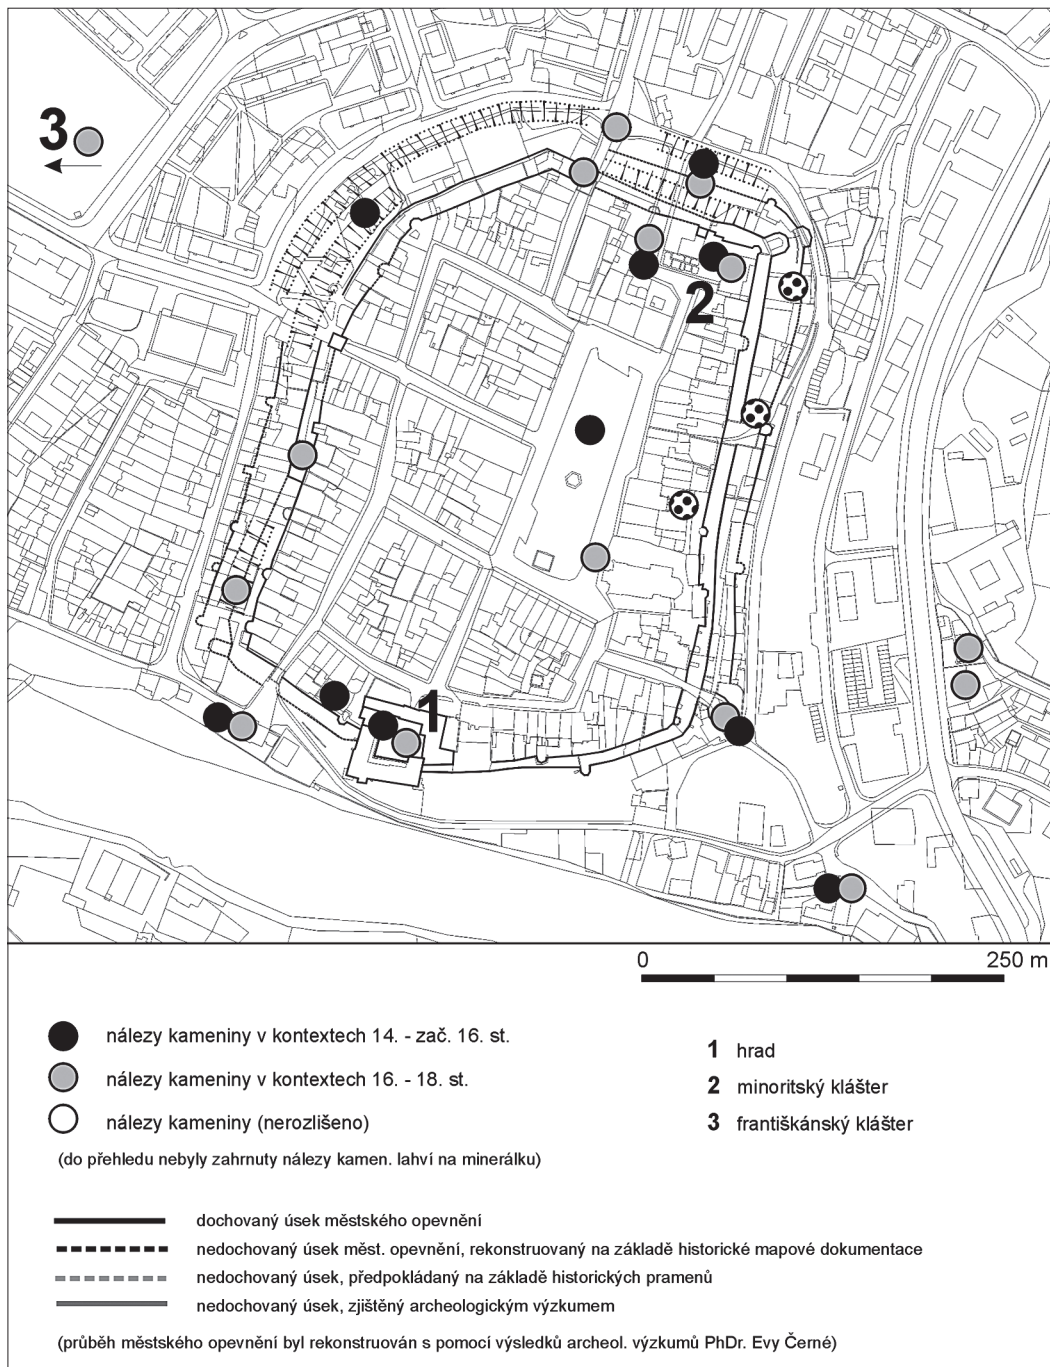 3
2
1
0 250 m
nálezy kameniny v kontextech 14. - zač. 16. st.
nálezy kameniny v kontextech 16. - 18. st.
nálezy kameniny (nerozlišeno)
(do přehledu nebyly zahrnuty nálezy kamen. lahví na minerálku)
1 hrad
2 minoritský klášter
3 františkánský klášter
dochovaný úsek městského opevnění
nedochovaný úsek měst. opevnění, rekonstruovaný na základě historické mapové dokumentace
nedochovaný úsek, předpokládaný na základě historických pramenů
nedochovaný úsek, zjištěný archeologickým výzkumem
(průběh městského opevnění byl rekonstruován s pomocí výsledků archeol. výzkumů PhDr. Evy Černé)